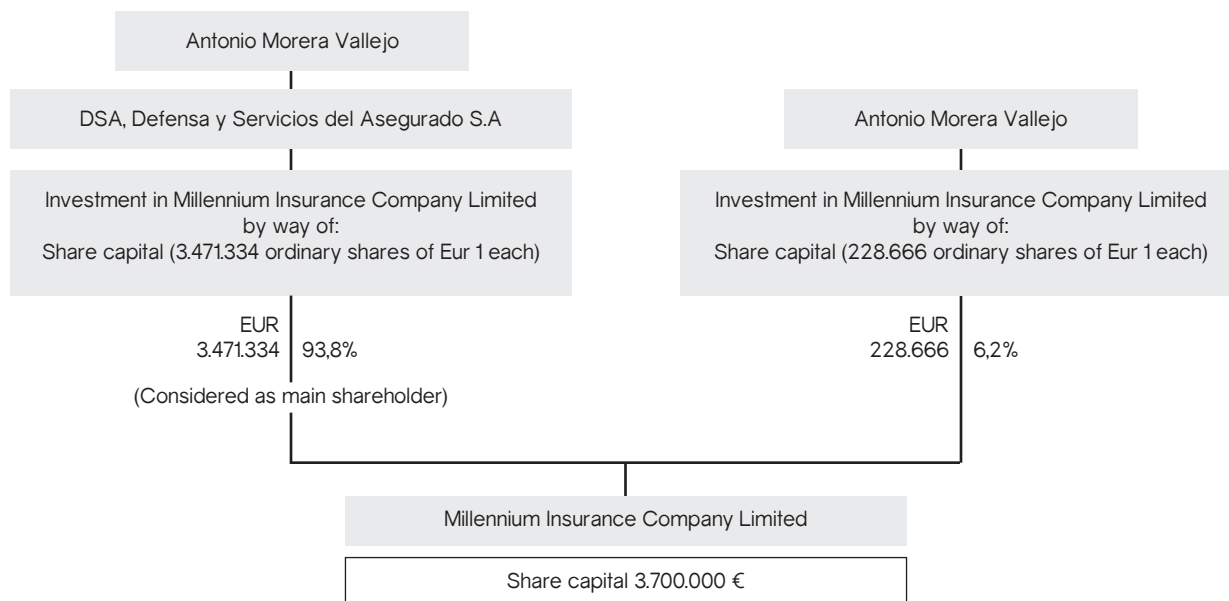 Antonio Morera Vallejo
DSA, Defensa y Servicios del Asegurado S.A
Investment in Millennium Insurance Company Limited
by way of:
Share capital (3.471.334 ordinary shares of Eur 1 each)
EUR
3.471.334 93,8%
(Considered as main shareholder)
Antonio Morera Vallejo
Investment in Millennium Insurance Company Limited
by way of:
Share capital (228.666 ordinary shares of Eur 1 each)
EUR
228.666 6,2%
Millennium Insurance Company Limited
Share capital 3.700.000 €